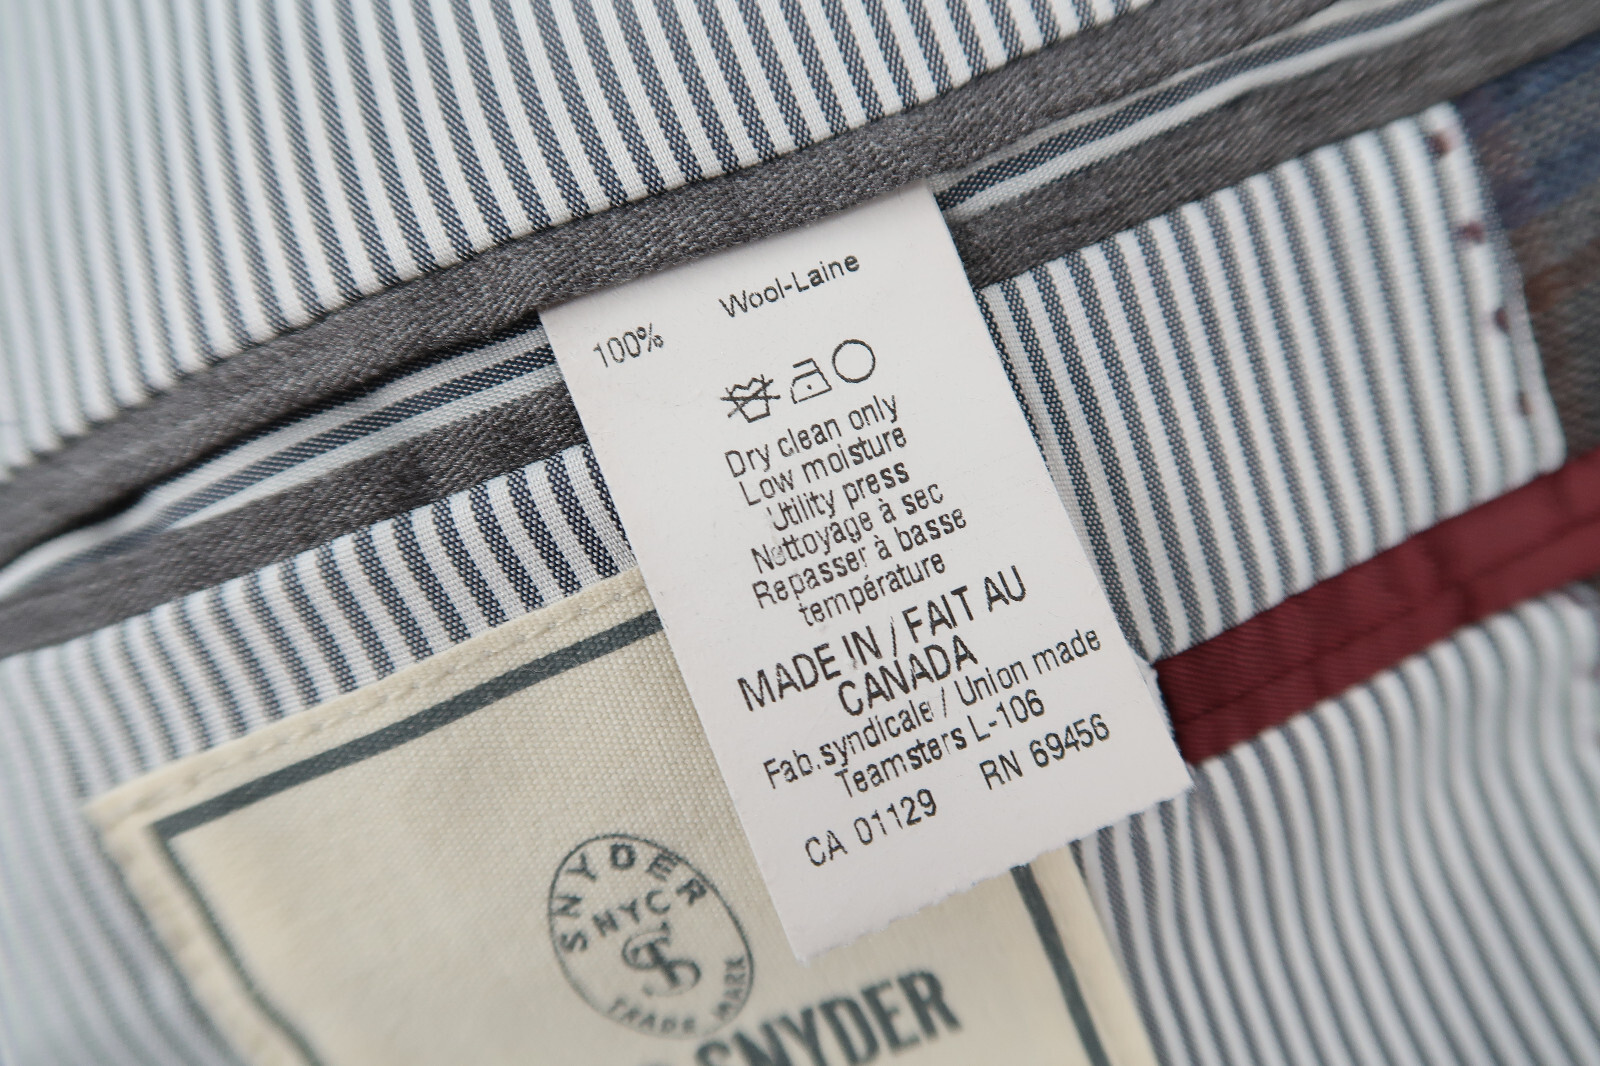 100% Wool-Laine
Dry clean only
Low moisture
Utility press
Nettoyage à sec
Repasser à basse
température
MADE IN / FAIT AU
CANADA
Fab.syndicale / Union made
Teamsters L-106
CA 01129 RN 69456
SNYDER
SNYC
TRADE MARK
SNYDER